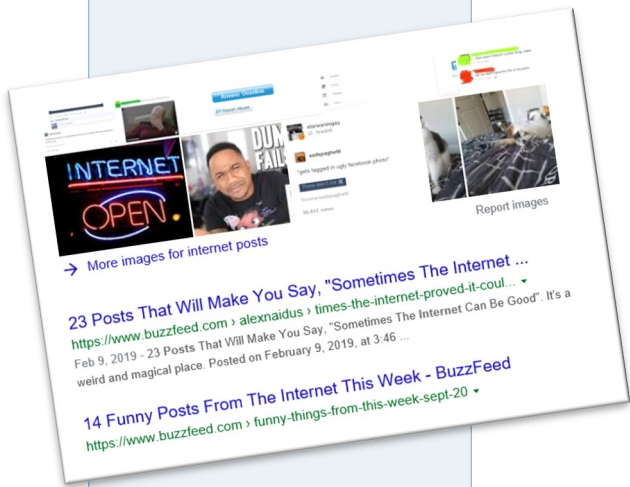 INTERNET
OPEN
DUM
FAIL
"gets tagged in ugly facebook photo"
Report images
→ More images for internet posts
23 Posts That Will Make You Say, "Sometimes The Internet ...
https://www.buzzfeed.com › alexnaidus › times-the-internet-proved-it-coul... ▾
Feb 9, 2019 - 23 Posts That Will Make You Say, "Sometimes The Internet Can Be Good". It's a
weird and magical place. Posted on February 9, 2019, at 3:46 ...
14 Funny Posts From The Internet This Week - BuzzFeed
https://www.buzzfeed.com › funny-things-from-this-week-sept-20 ▾